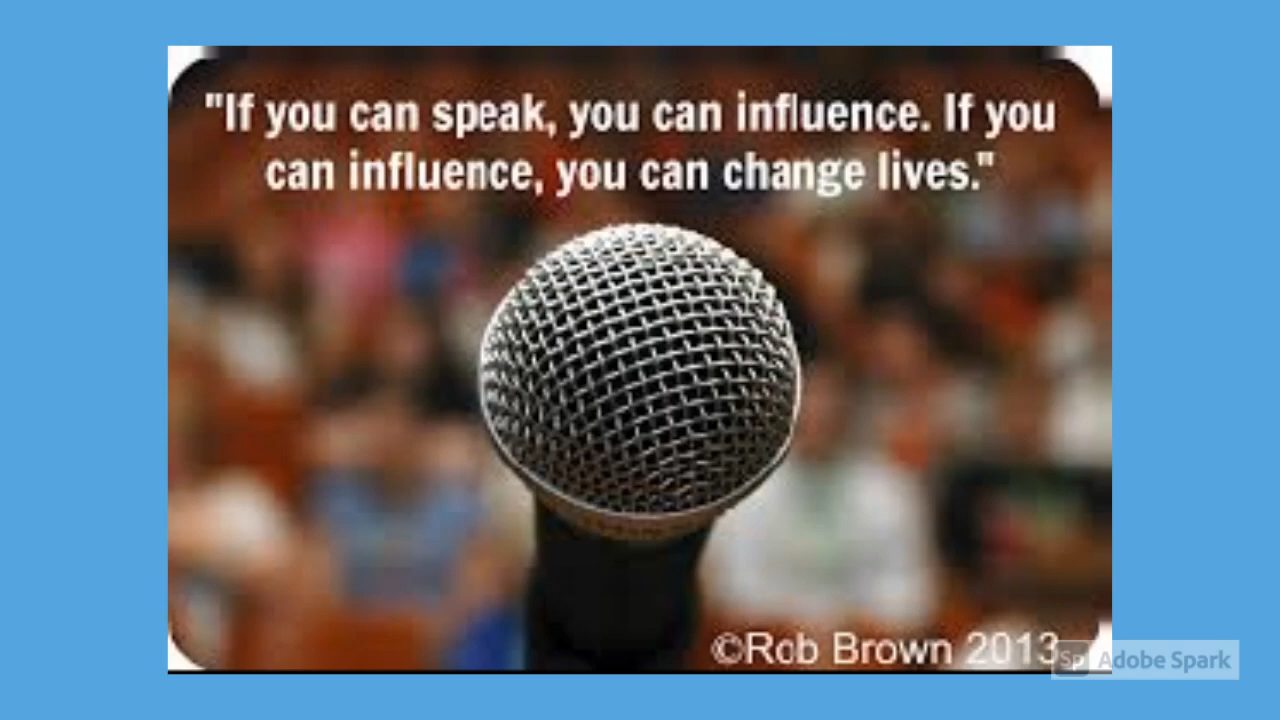 "If you can speak, you can influence. If you
can influence, you can change lives."
©Rob Brown 2013
Sp Adobe Spark